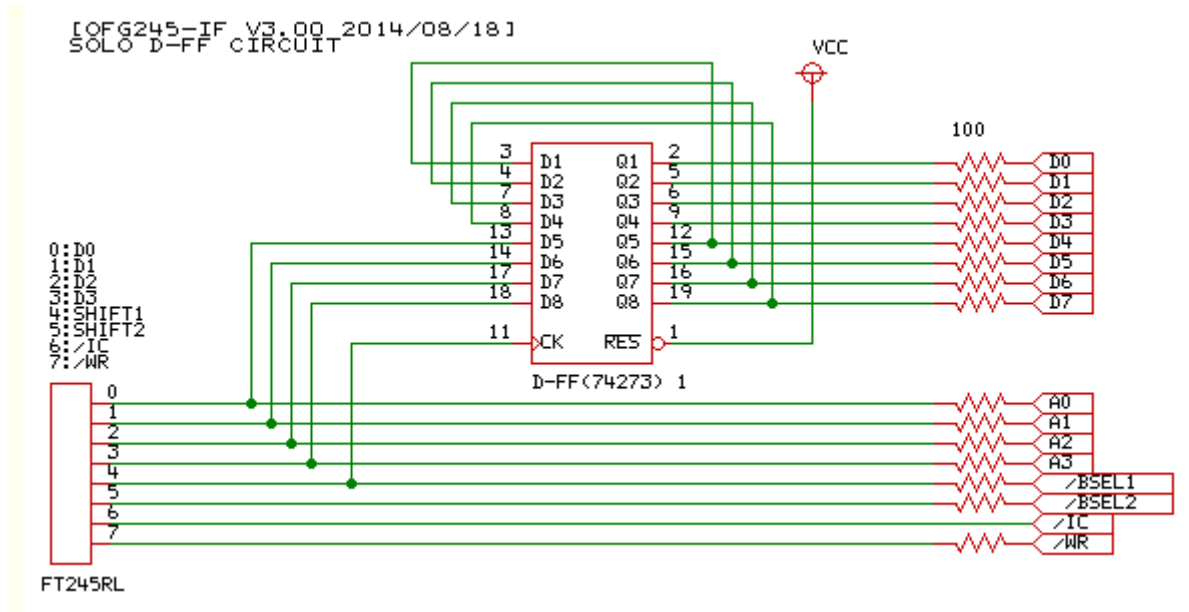 [OFG245-IF V3.00 2014/08/18]
SOLO D-FF CIRCUIT
VCC
100
3 D1 Q1 2 D0
4 D2 Q2 5 D1
7 D3 Q3 6 D2
8 D4 Q4 9 D3
13 D5 Q5 12 D4
14 D6 Q6 15 D5
17 D7 Q7 16 D6
18 D8 Q8 19 D7
11 CK RES 1
D-FF(74273) 1
0:D0
1:D1
2:D2
3:D3
4:SHIFT1
5:SHIFT2
6:/IC
7:/WR
0 A0
1 A1
2 A2
3 A3
4 /BSEL1
5 /BSEL2
6 /IC
7 /WR
FT245RL